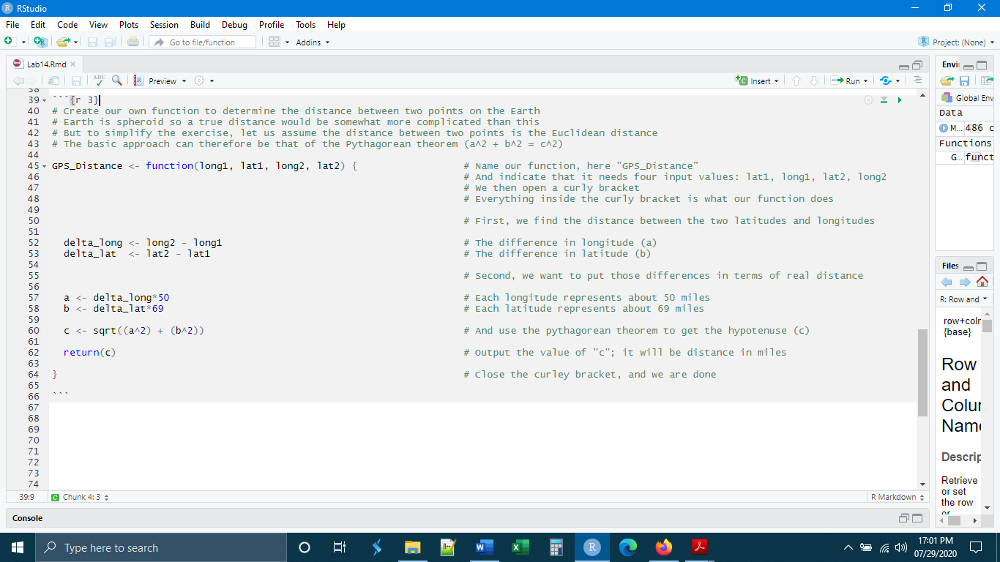 RStudio
File Edit Code View Plots Session Build Debug Profile Tools Help
Go to file/function Addins Project: (None)
Lab14.Rmd
ABC Preview Insert Run
38
39 ```{r 3}
40 # Create our own function to determine the distance between two points on the Earth
41 # Earth is spheroid so a true distance would be somewhat more complicated than this
42 # But to simplify the exercise, let us assume the distance between two points is the Euclidean distance
43 # The basic approach can therefore be that of the Pythagorean theorem (a^2 + b^2 = c^2)
44
45 GPS_Distance <- function(long1, lat1, long2, lat2) { # Name our function, here "GPS_Distance"
46 # And indicate that it needs four input values: lat1, long1, lat2, long2
47 # We then open a curly bracket
48 # Everything inside the curly bracket is what our function does
49
50 # First, we find the distance between the two latitudes and longitudes
51
52 delta_long <- long2 - long1 # The difference in longitude (a)
53 delta_lat <- lat2 - lat1 # The difference in latitude (b)
54
55 # Second, we want to put those differences in terms of real distance
56
57 a <- delta_long*50 # Each longitude represents about 50 miles
58 b <- delta_lat*69 # Each latitude represents about 69 miles
59
60 c <- sqrt((a^2) + (b^2)) # And use the pythagorean theorem to get the hypotenuse (c)
61
62 return(c) # Output the value of "c"; it will be distance in miles
63
64 } # Close the curley bracket, and we are done
65
66 ```
67
68
69
70
71
72
73
74
39:9 Chunk 4: 3 R Markdown
Console
Envi
Global Env
Data
M... 486 o
Functions
G... funct
Files
R: Row and
row+coln
{base}
Row
and
Colu
Name
Descrip
Retrieve
or set
the row
or
Type here to search
17:01 PM
07/29/2020